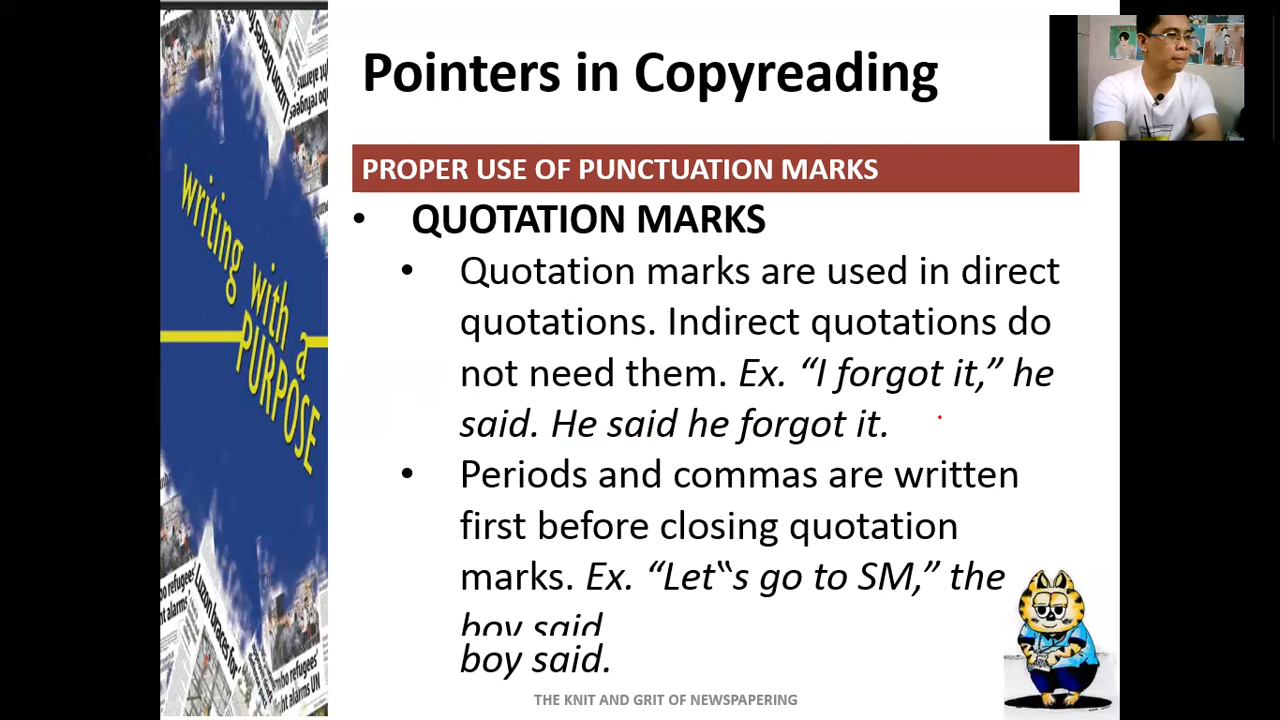 Pointers in Copyreading
PROPER USE OF PUNCTUATION MARKS
• QUOTATION MARKS
• Quotation marks are used in direct
quotations. Indirect quotations do
not need them. Ex. “I forgot it,” he
said. He said he forgot it.
• Periods and commas are written
first before closing quotation
marks. Ex. “Let‟s go to SM,” the
boy said
boy said.
THE KNIT AND GRIT OF NEWSPAPERING
writing with a
PURPOSE